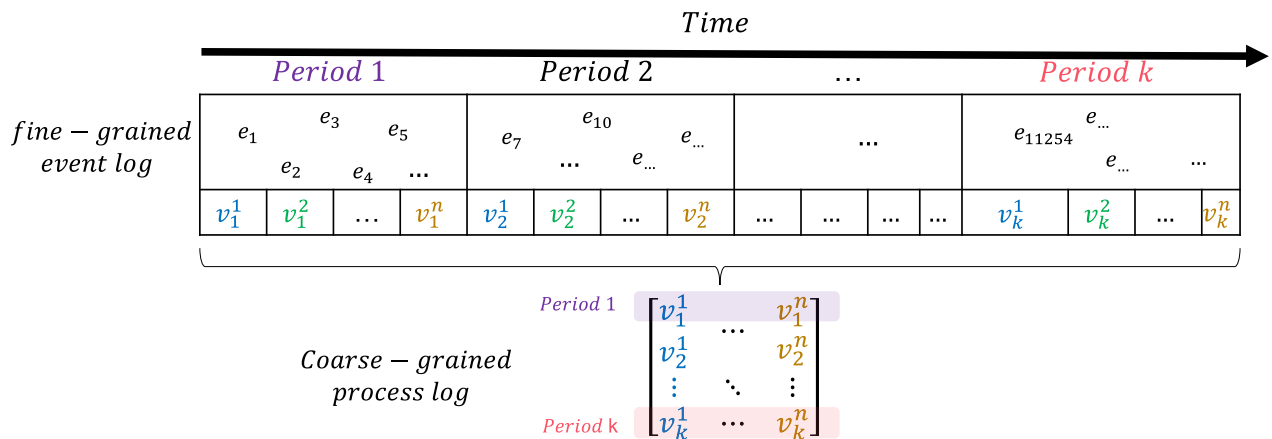 Time
Period 1 Period 2 ... Period k
fine − grained event log
e₁ e₃ e₅ e₂ e₄ ... e₇ e₁₀ e... ... e... ... e₁₁₂₅₄ e... e... ...
v₁¹ v₁² ... v₁ⁿ v₂¹ v₂² ... v₂ⁿ ... ... ... ... vₖ¹ vₖ² ... vₖⁿ
Period 1 v₁¹ ... v₁ⁿ
v₂¹ v₂ⁿ
Coarse − grained
process log
⋮ ⋱ ⋮
Period k vₖ¹ ... vₖⁿ